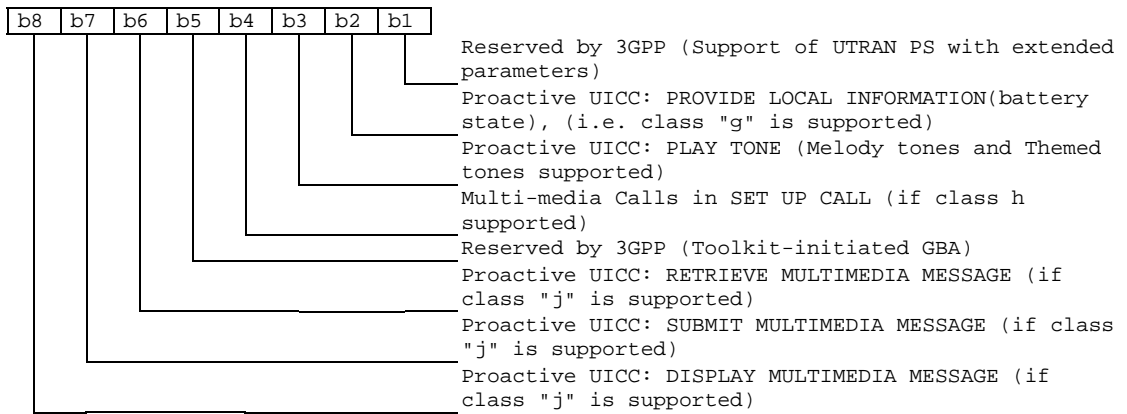 b8 b7 b6 b5 b4 b3 b2 b1
Reserved by 3GPP (Support of UTRAN PS with extended
parameters)
Proactive UICC: PROVIDE LOCAL INFORMATION(battery
state), (i.e. class "g" is supported)
Proactive UICC: PLAY TONE (Melody tones and Themed
tones supported)
Multi-media Calls in SET UP CALL (if class h
supported)
Reserved by 3GPP (Toolkit-initiated GBA)
Proactive UICC: RETRIEVE MULTIMEDIA MESSAGE (if
class "j" is supported)
Proactive UICC: SUBMIT MULTIMEDIA MESSAGE (if class
"j" is supported)
Proactive UICC: DISPLAY MULTIMEDIA MESSAGE (if
class "j" is supported)